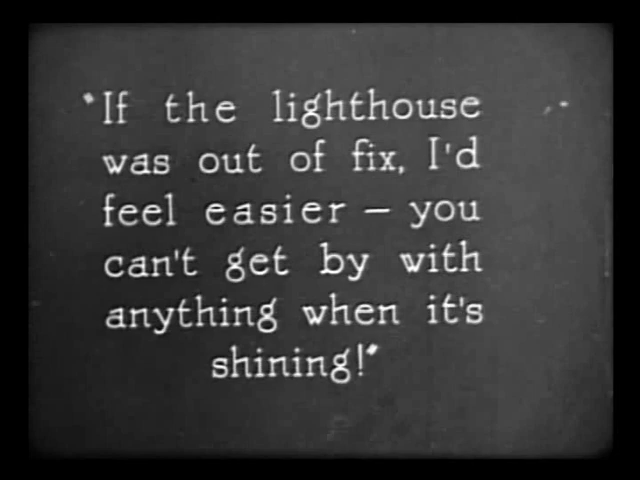 "If the lighthouse
was out of fix, I'd
feel easier — you
can't get by with
anything when it's
shining!"